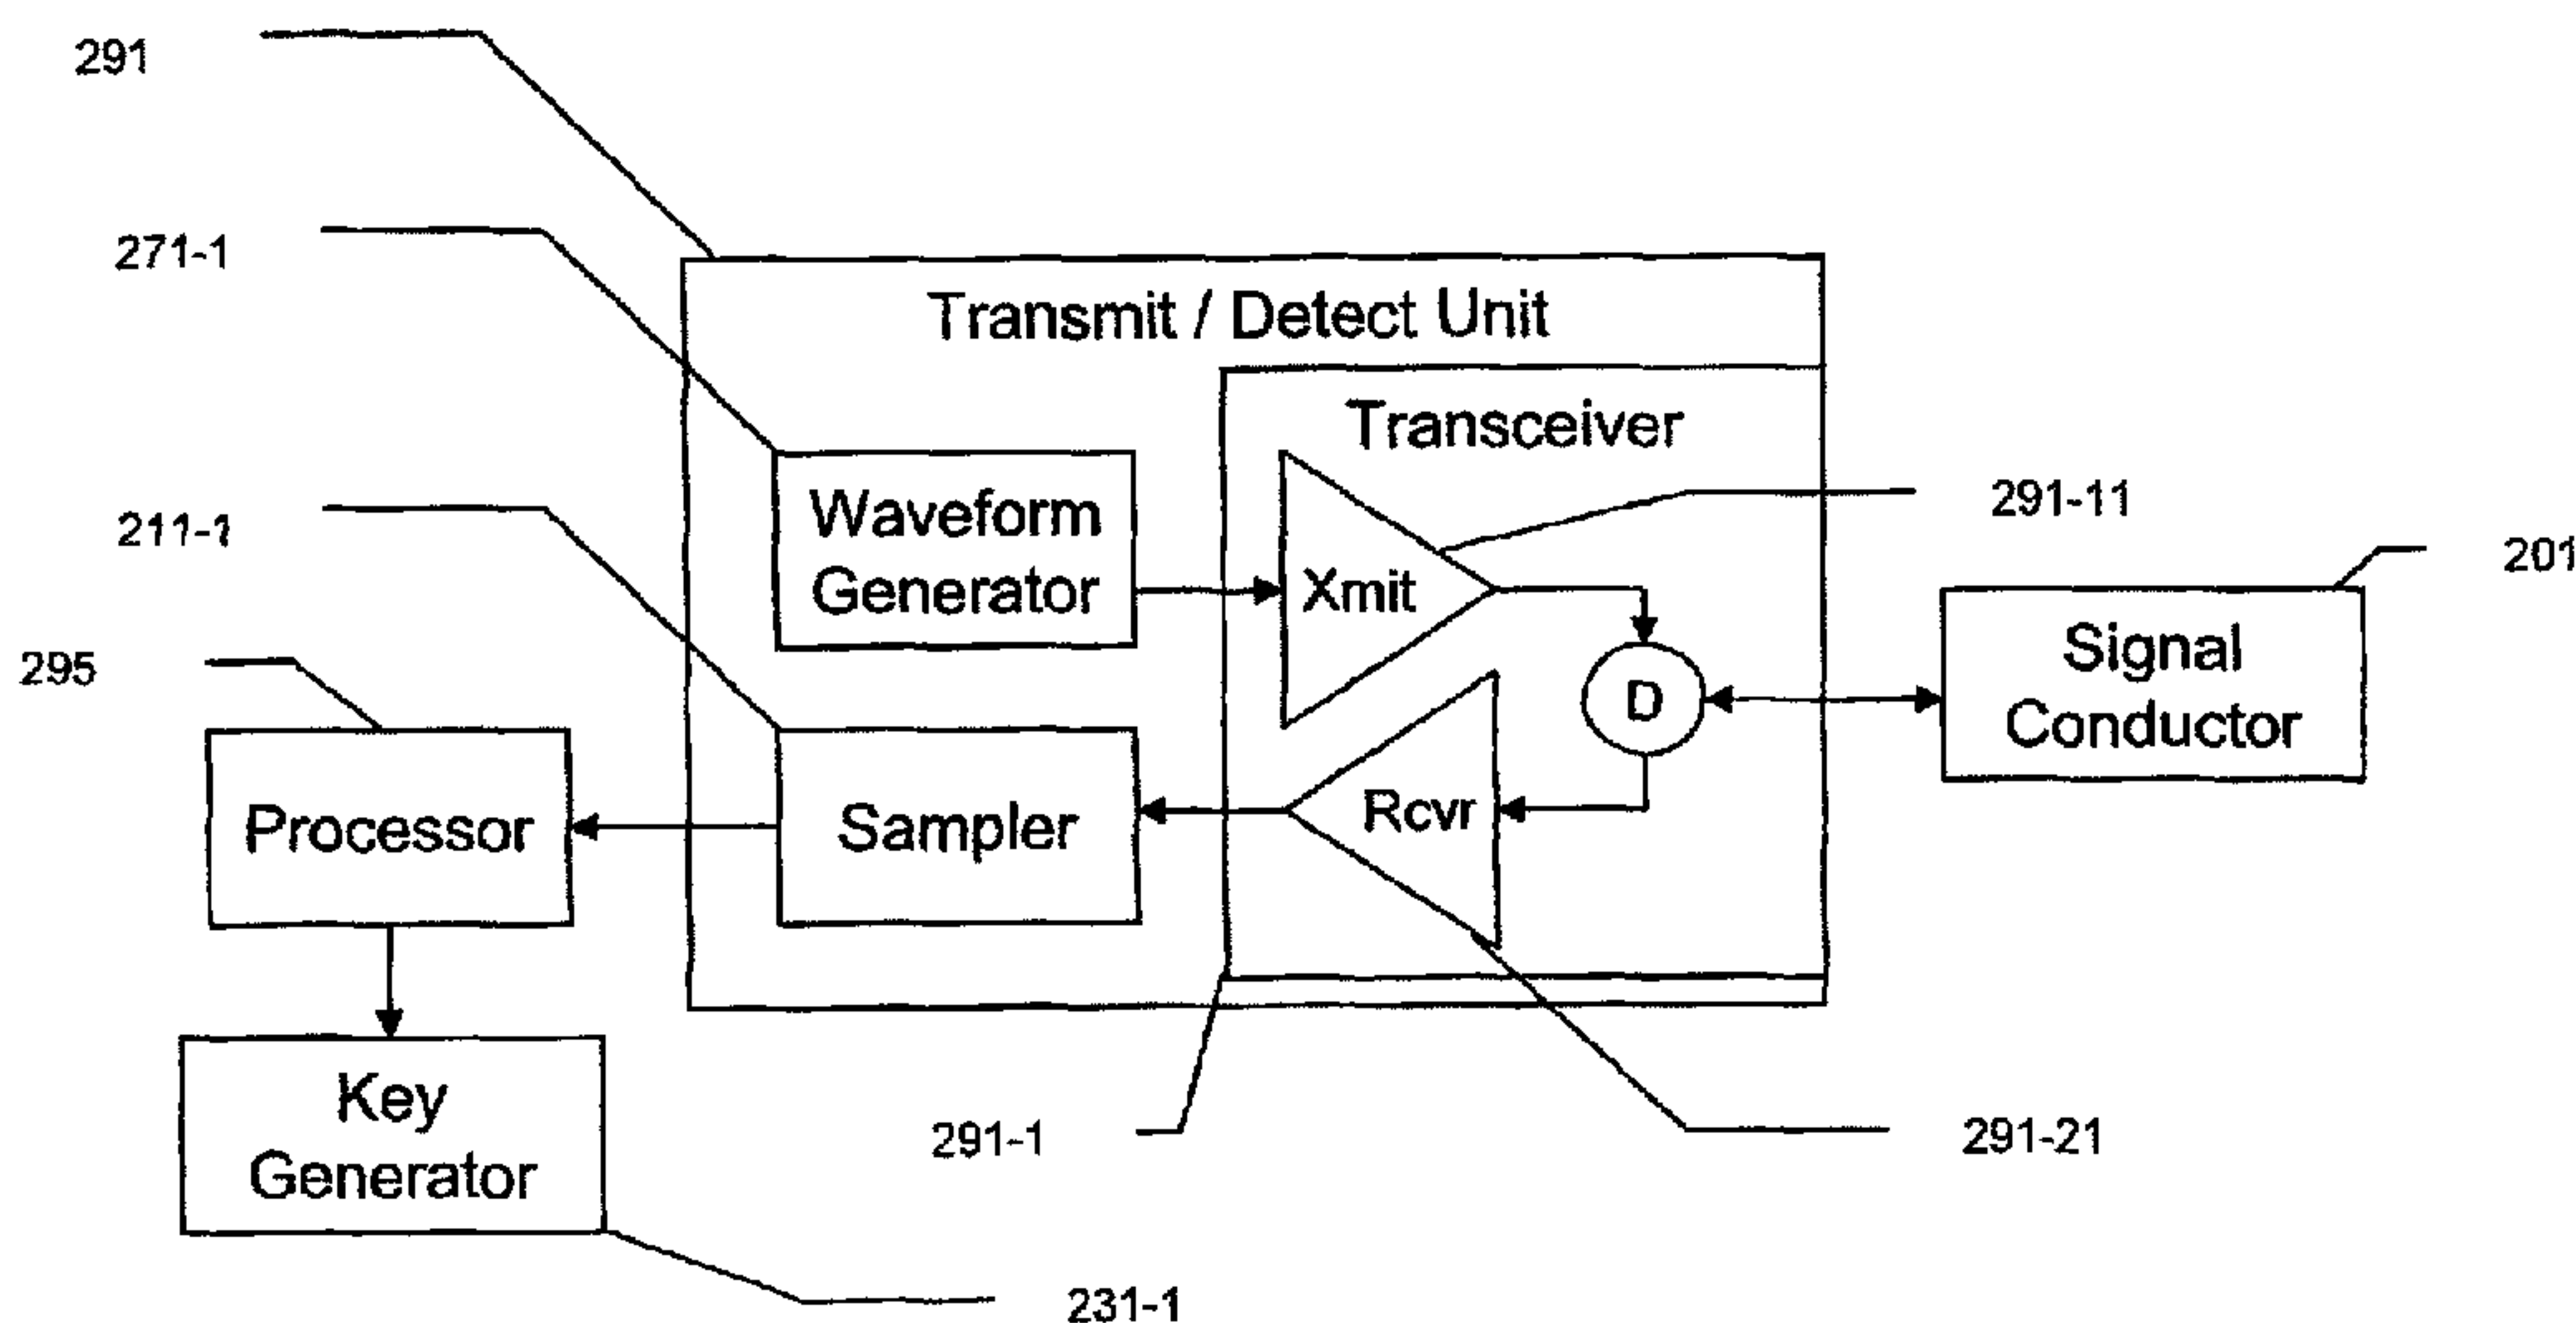 291
271-1
Transmit / Detect Unit
Transceiver
211-1
Waveform
Generator
291-11
201
Xmit
295
Signal
Conductor
D
Processor
Sampler
Rcvr
Key
Generator
291-1
291-21
231-1